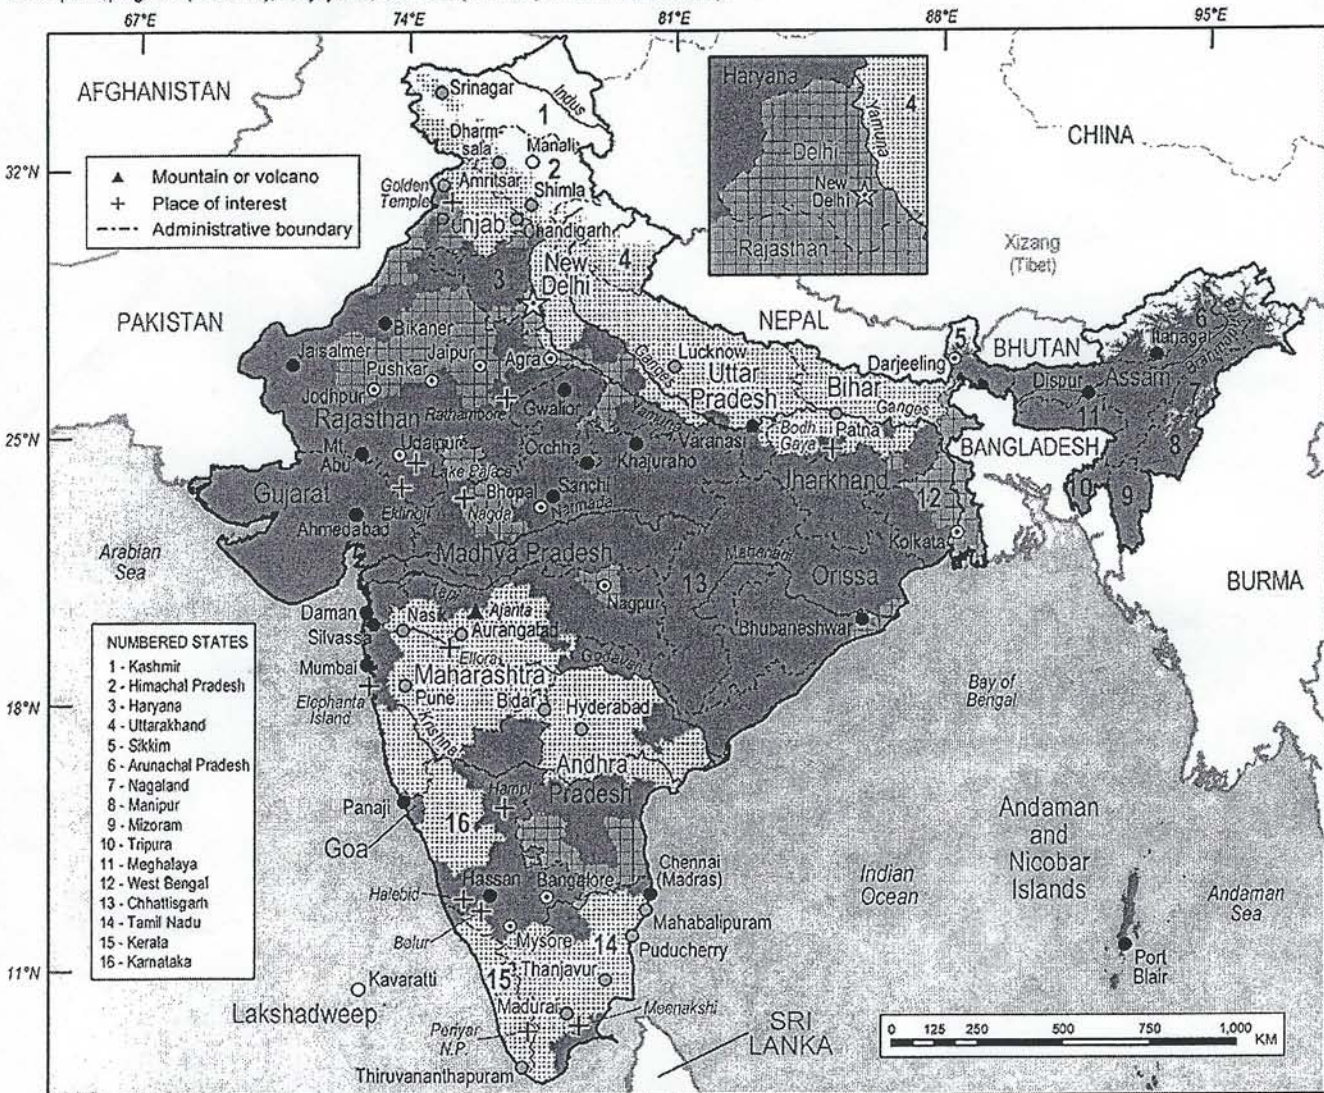 67°E
74°E
81°E
88°E
95°E
AFGHANISTAN
Srinagar
Indus
1
Haryana
4
Yamuna
Delhi
New
Delhi
Rajasthan
CHINA
32°N
Mountain or volcano
Place of interest
Administrative boundary
Dharm-
sala
Manali
2
Golden
Temple
Amritsar
Shimla
Punjab
Chandigarh
3
New
Delhi
4
Xizang
(Tibet)
PAKISTAN
NEPAL
Bikaner
Jaisalmer
Jaipur
Pushkar
Agra
Ganges
Lucknow
Uttar
Pradesh
Darjeeling
5
BHUTAN
Itanagar
6
Dispur
Assam
7
Jodhpur
Rajasthan
Rathambore
Gwalior
Yamuna
Bihar
Ganges
Patna
11
25°N
Mt
Abu
Udaipur
Lake Palace
Orchha
Khajuraho
Varanasi
Bodh
Gaya
BANGLADESH
8
Gujarat
Eklingji
Nagda
Bhopal
Sanchi
Narmada
Jharkhand
12
10
9
Ahmedabad
Kolkata
Arabian
Sea
Madhya Pradesh
Mahanadi
Orissa
13
BURMA
Tapi
Nagpur
Daman
Nasik
Ajanta
Bhubaneshwar
Silvassa
Aurangabad
NUMBERED STATES
1 - Kashmir
2 - Himachal Pradesh
3 - Haryana
4 - Uttarakhand
5 - Sikkim
6 - Arunachal Pradesh
7 - Nagaland
8 - Manipur
9 - Mizoram
10 - Tripura
11 - Meghalaya
12 - West Bengal
13 - Chhattisgarh
14 - Tamil Nadu
15 - Kerala
16 - Karnataka
Mumbai
Ellora
Godavari
Maharashtra
Elephanta
Island
Pune
Bidar
Hyderabad
Bay of
Bengal
18°N
Krishna
Andhra
Pradesh
Panaji
Hampi
Goa
16
Andaman
and
Nicobar
Islands
Halebid
Hassan
Bangalore
Chennai
(Madras)
Indian
Ocean
Andaman
Sea
Belur
Mysore
14
Mahabalipuram
Puducherry
11°N
Kavaratti
15
Thanjavur
Port
Blair
Lakshadweep
Madurai
Meenakshi
Periyar
N.P.
SRI
LANKA
Thiruvananthapuram
0 125 250 500 750 1,000
KM